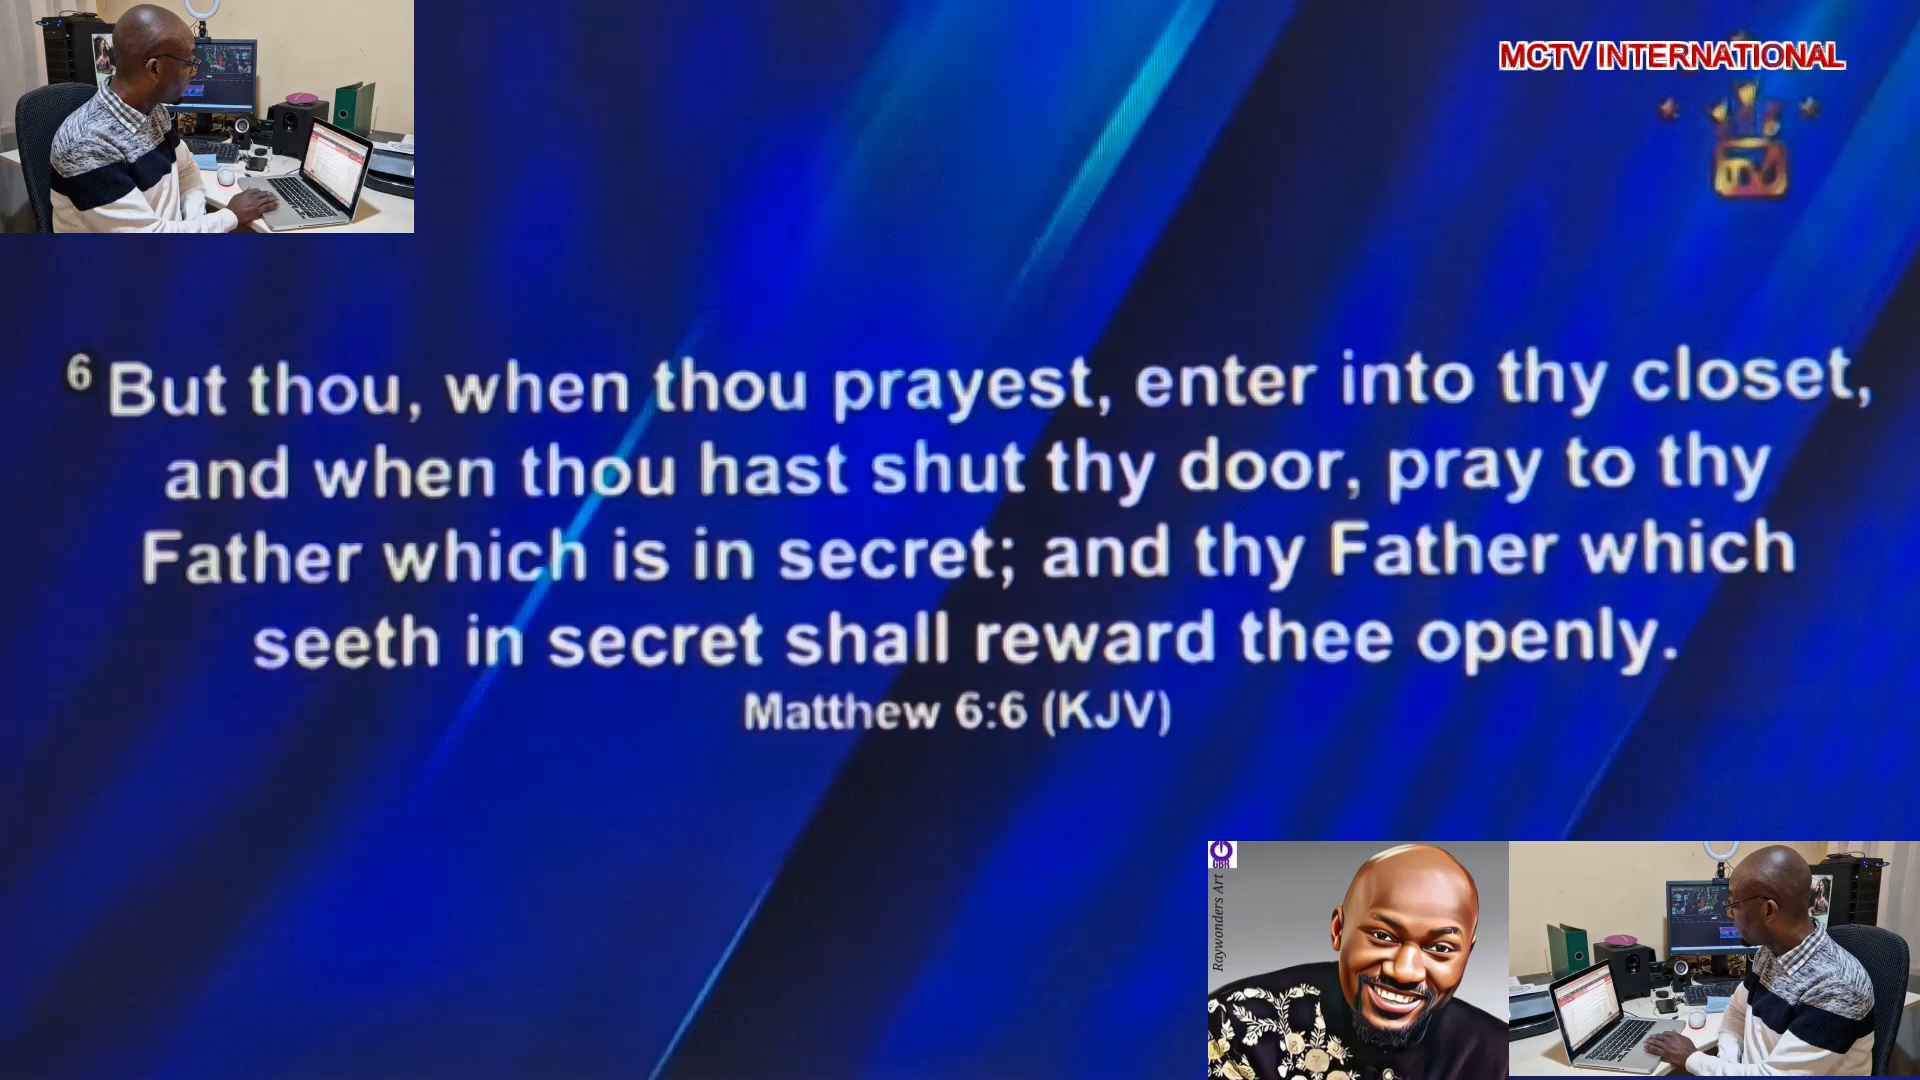 MCTV INTERNATIONAL
TV
6 But thou, when thou prayest, enter into thy closet,
and when thou hast shut thy door, pray to thy
Father which is in secret; and thy Father which
seeth in secret shall reward thee openly.
Matthew 6:6 (KJV)
GBH
Raywonders Art